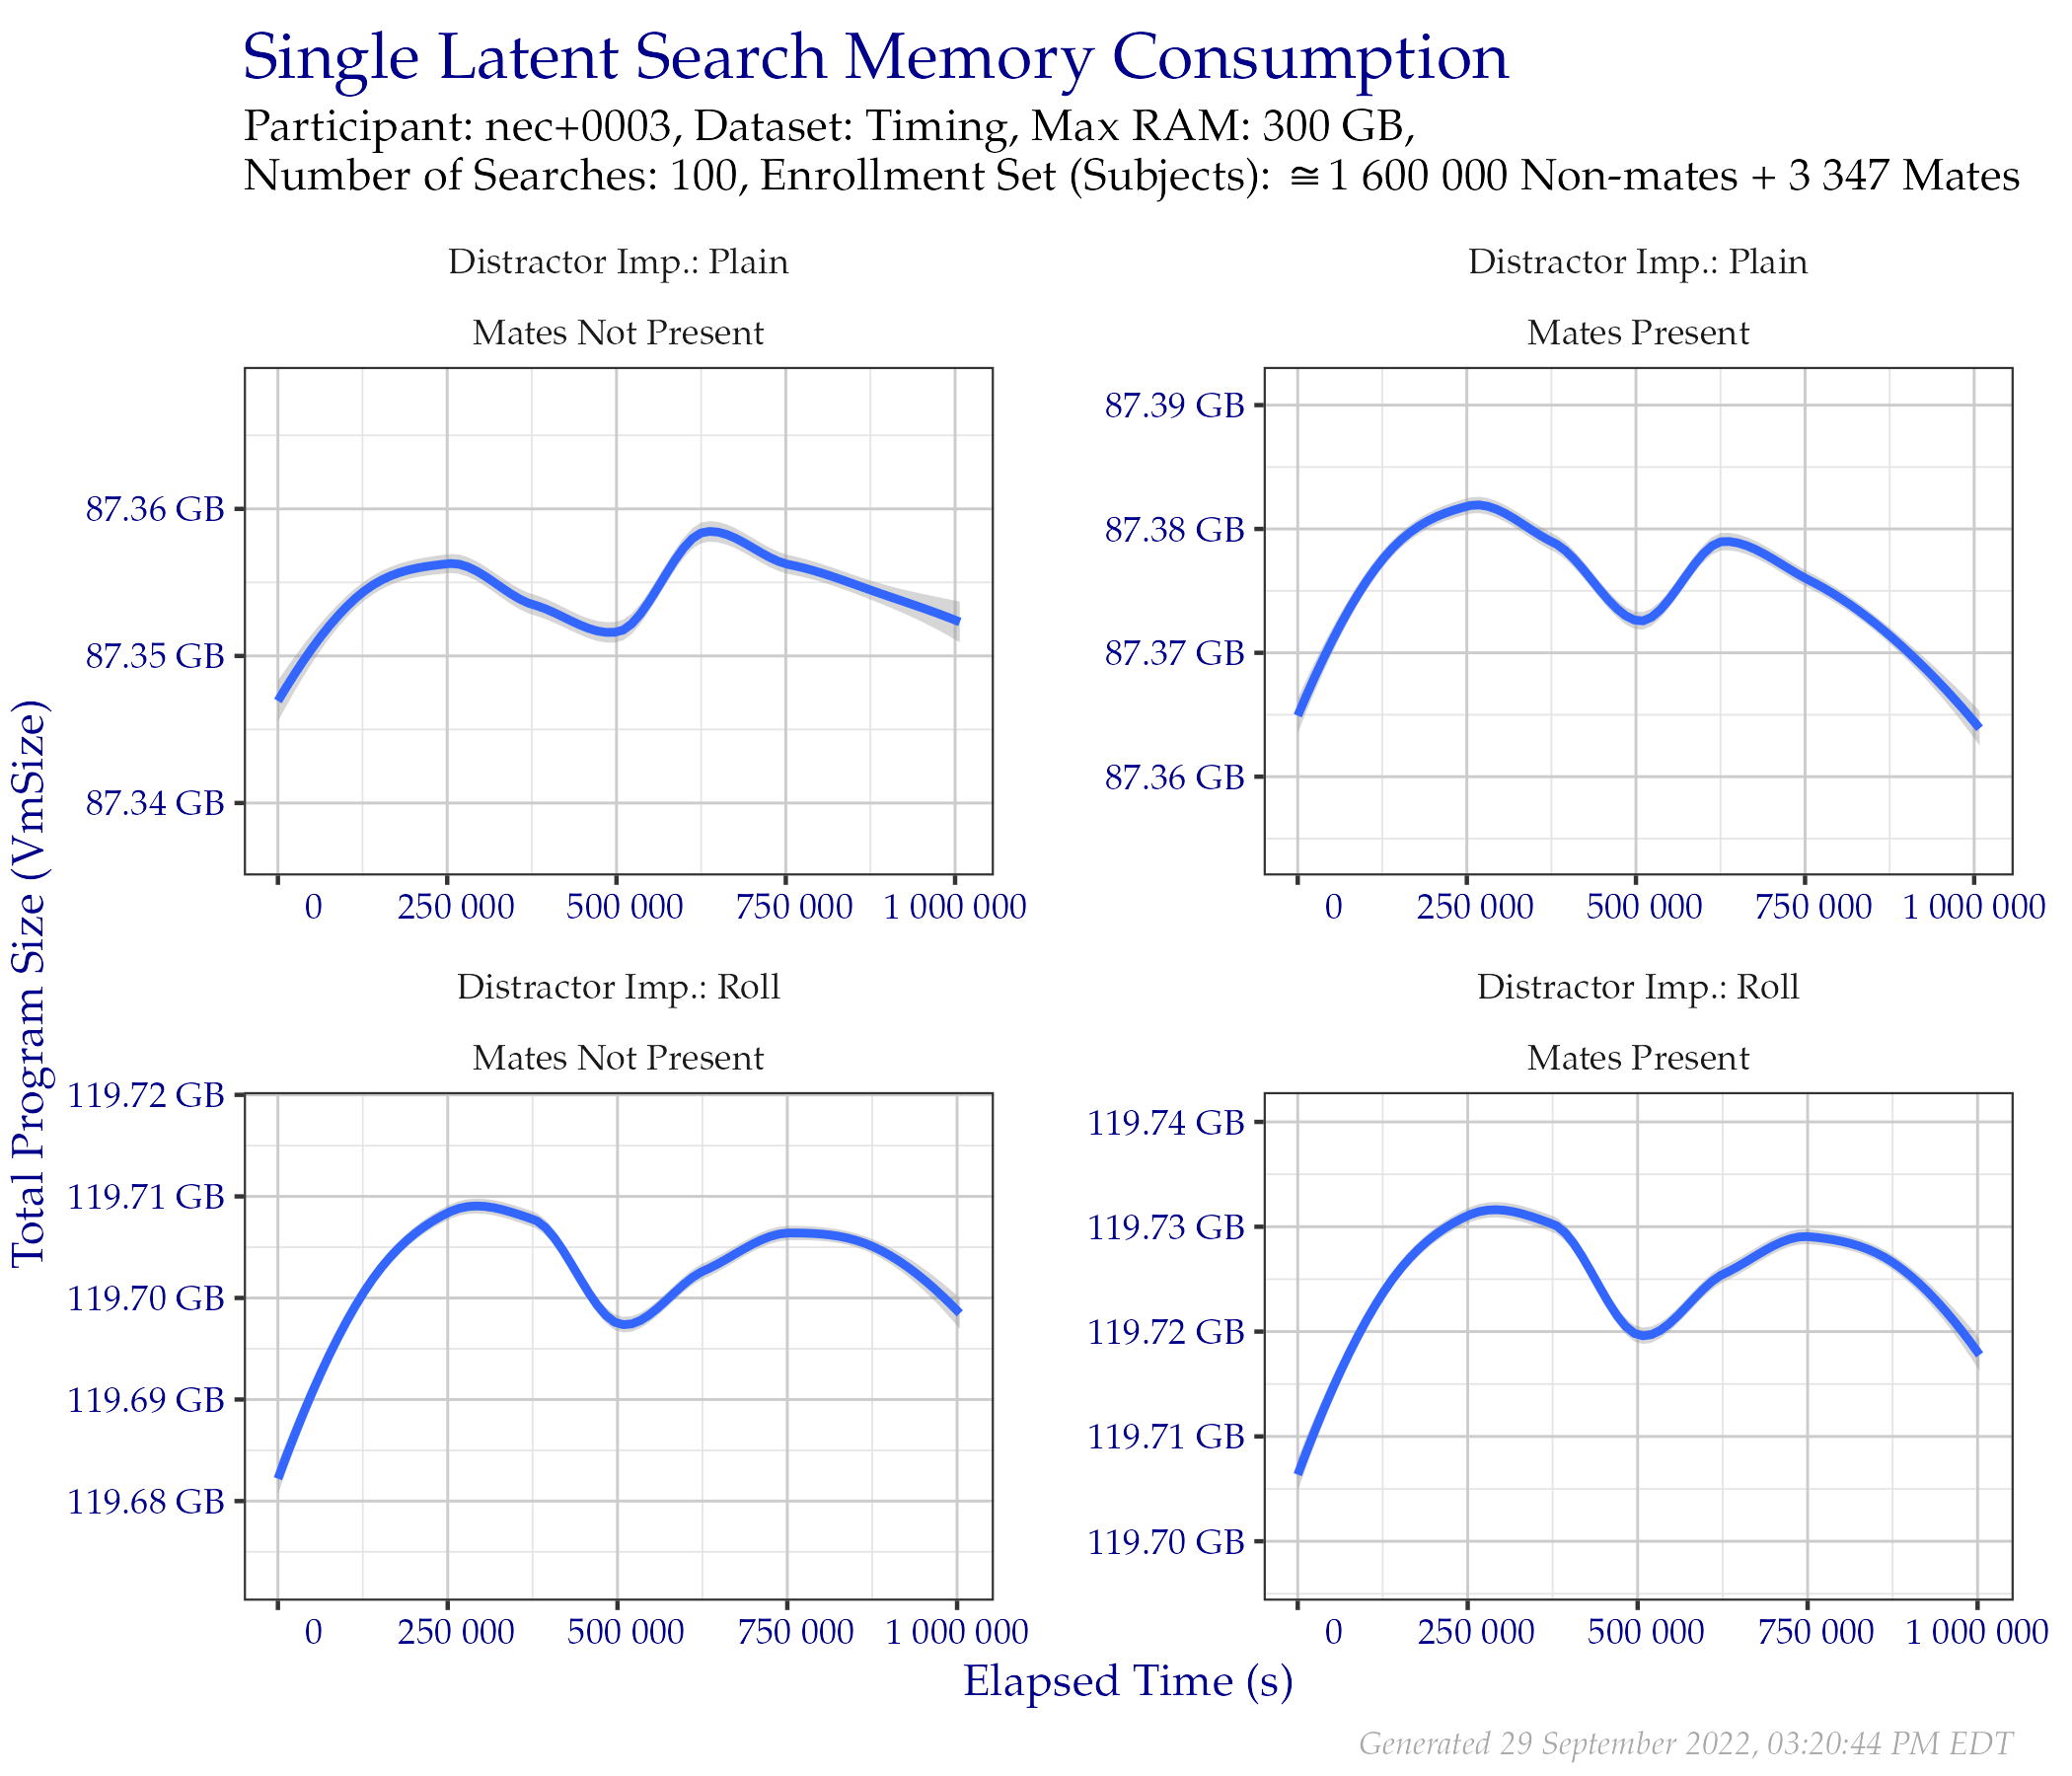 Single Latent Search Memory Consumption
Participant: nec+0003, Dataset: Timing, Max RAM: 300 GB,
Number of Searches: 100, Enrollment Set (Subjects): ≅1 600 000 Non-mates + 3 347 Mates
Total Program Size (VmSize)
Distractor Imp.: Plain
Mates Not Present
87.36 GB
87.35 GB
87.34 GB
0 250 000 500 000 750 000 1 000 000
Distractor Imp.: Plain
Mates Present
87.39 GB
87.38 GB
87.37 GB
87.36 GB
0 250 000 500 000 750 000 1 000 000
Distractor Imp.: Roll
Mates Not Present
119.72 GB
119.71 GB
119.70 GB
119.69 GB
119.68 GB
0 250 000 500 000 750 000 1 000 000
Distractor Imp.: Roll
Mates Present
119.74 GB
119.73 GB
119.72 GB
119.71 GB
119.70 GB
0 250 000 500 000 750 000 1 000 000
Elapsed Time (s)
Generated 29 September 2022, 03:20:44 PM EDT